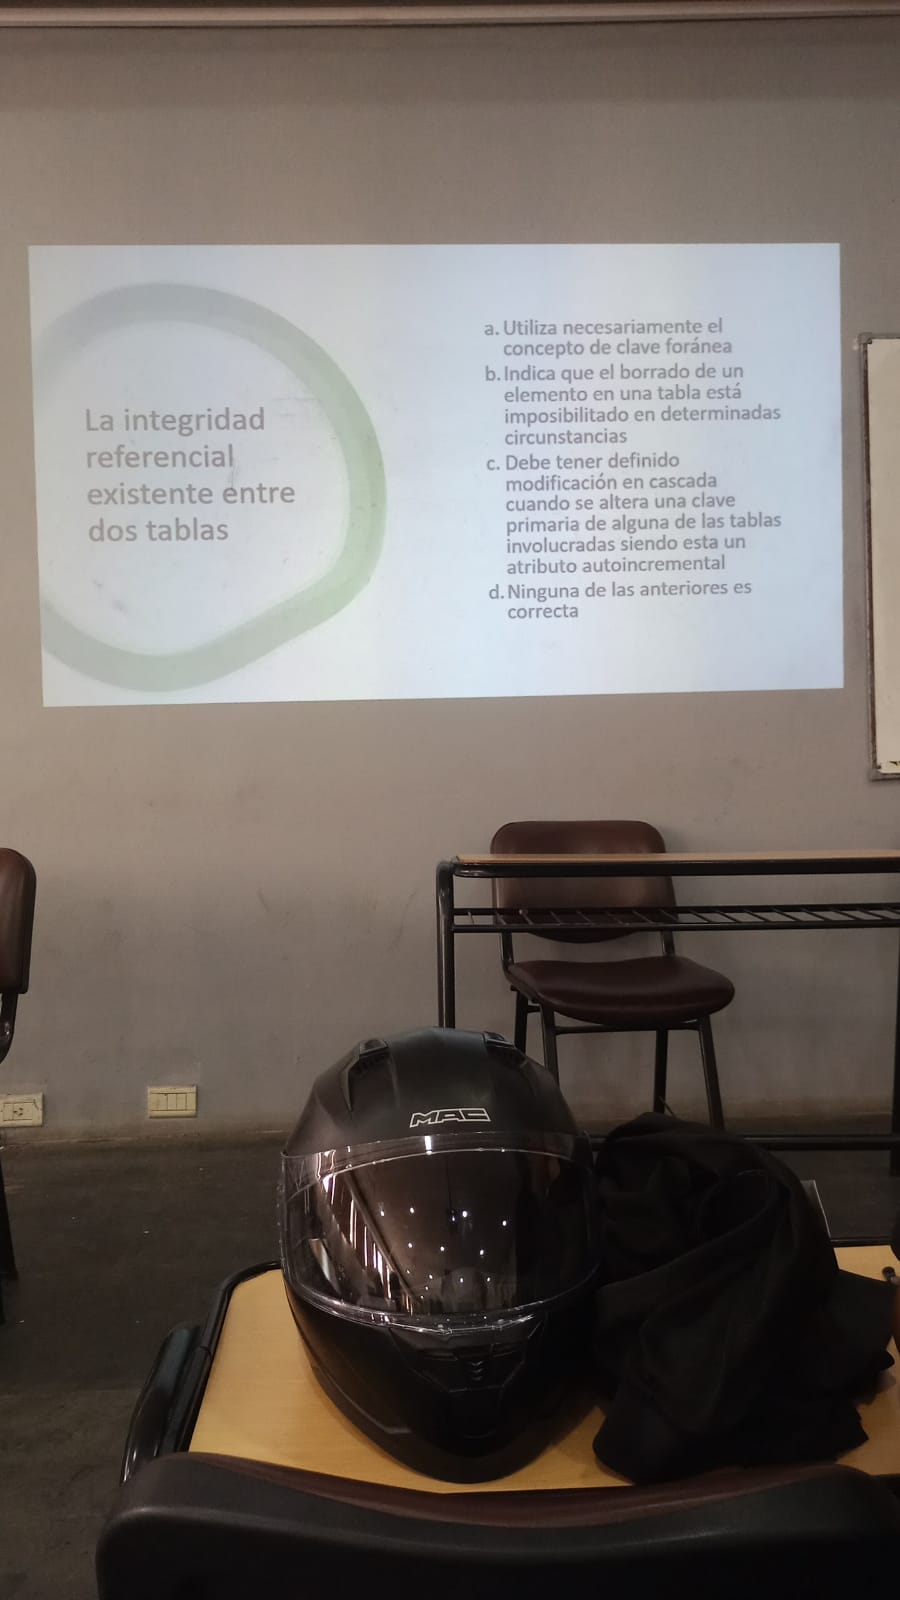 La integridad
referencial
existente entre
dos tablas
a. Utiliza necesariamente el
concepto de clave foránea
b. Indica que el borrado de un
elemento en una tabla está
imposibilitado en determinadas
circunstancias
c. Debe tener definido
modificación en cascada
cuando se altera una clave
primaria de alguna de las tablas
involucradas siendo esta un
atributo autoincremental
d. Ninguna de las anteriores es
correcta
MAC